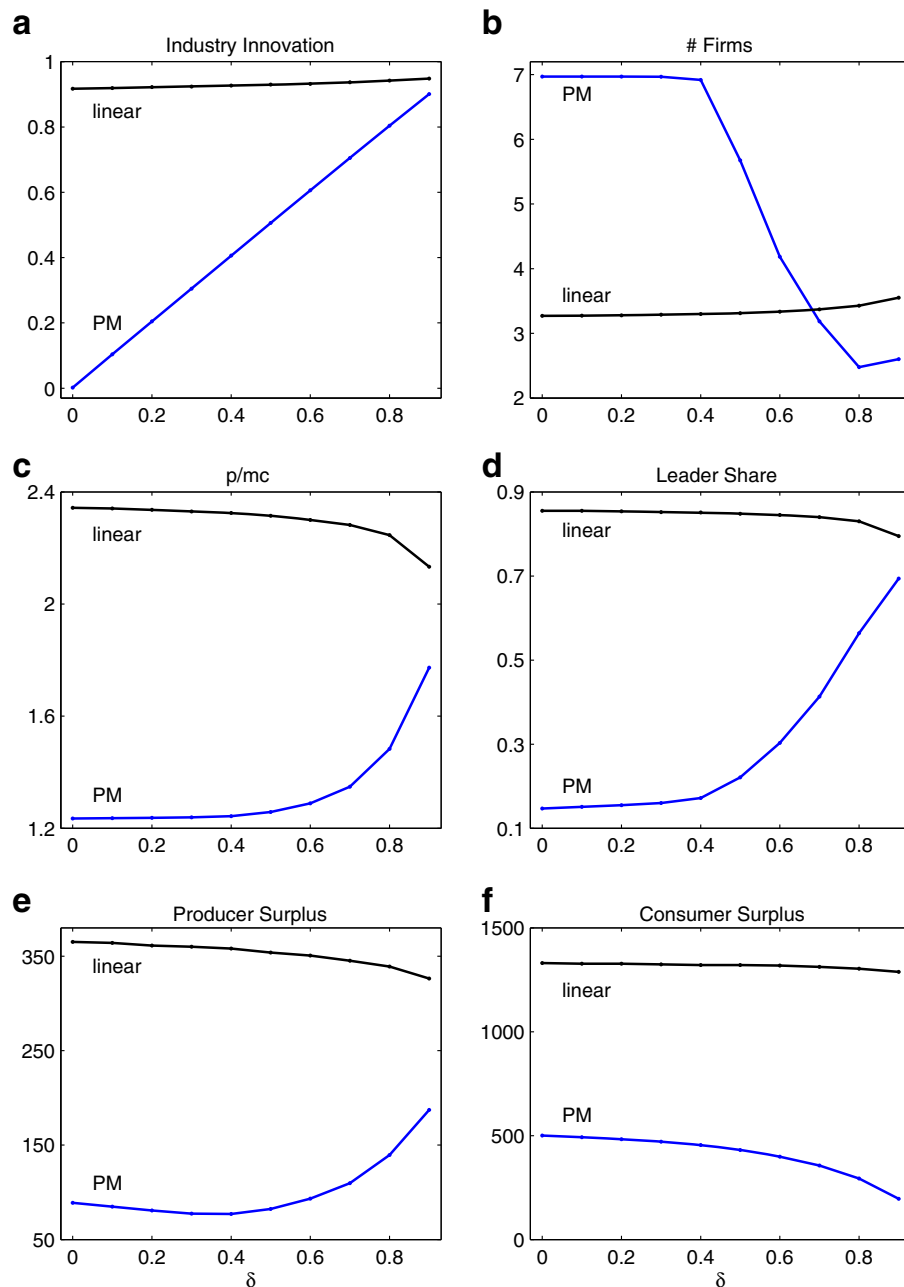 a
Industry Innovation
1
0.8
0.6
0.4
0.2
0
linear
PM
0 0.2 0.4 0.6 0.8
b
# Firms
7
6
5
4
3
2
PM
linear
0 0.2 0.4 0.6 0.8
c
p/mc
2.4
2
1.6
1.2
linear
PM
0 0.2 0.4 0.6 0.8
d
Leader Share
0.9
0.7
0.5
0.3
0.1
linear
PM
0 0.2 0.4 0.6 0.8
e
Producer Surplus
350
250
150
50
linear
PM
0 0.2 0.4 0.6 0.8
δ
f
Consumer Surplus
1500
1000
500
0
linear
PM
0 0.2 0.4 0.6 0.8
δ